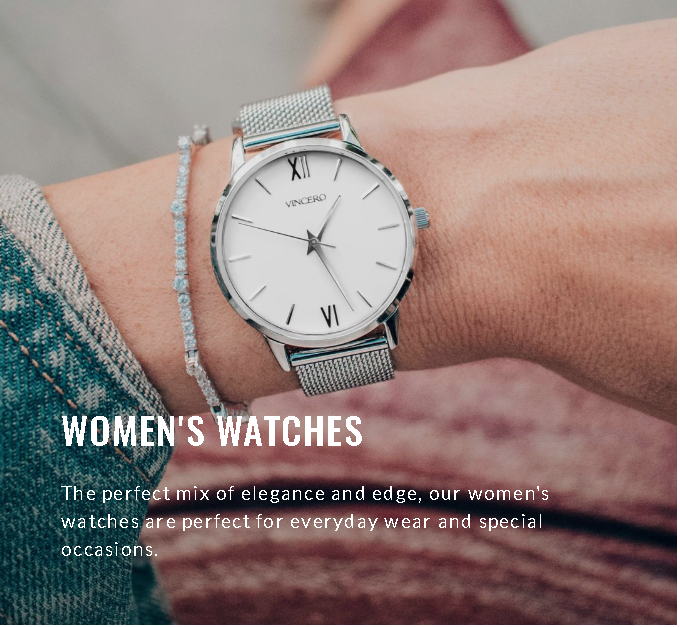 XII
VINCERO
VI
WOMEN'S WATCHES
The perfect mix of elegance and edge, our women's
watches are perfect for everyday wear and special
occasions.